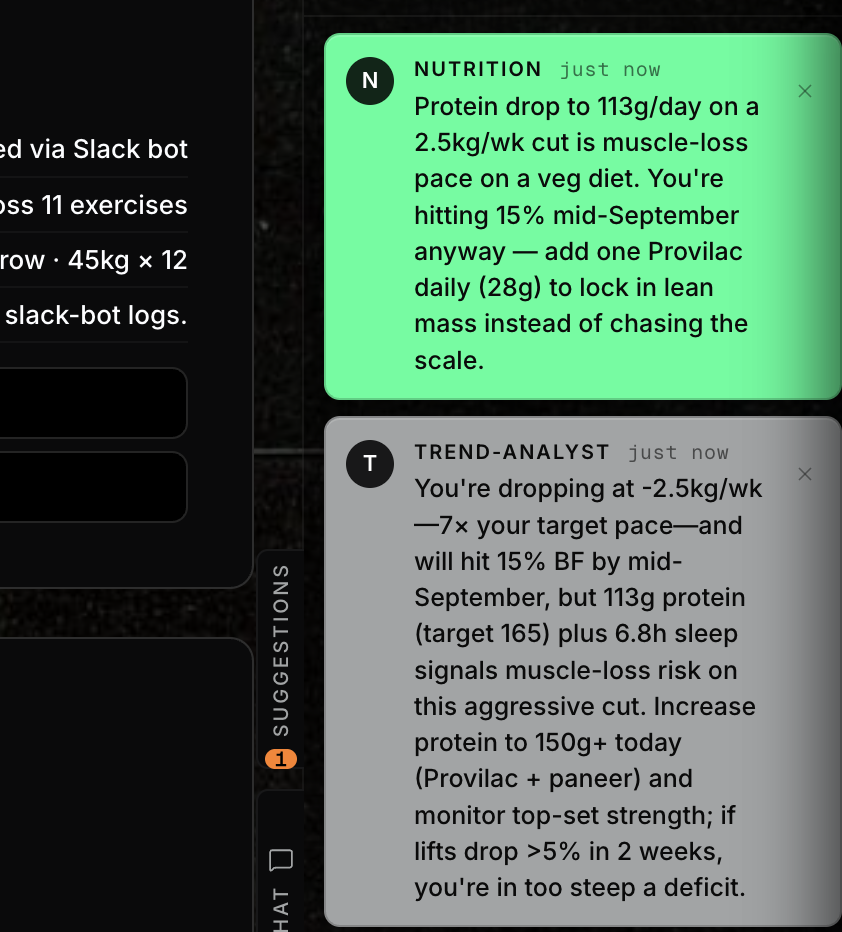 ed via Slack bot
oss 11 exercises
row · 45kg × 12
slack-bot logs.
SUGGESTIONS
1
HAT
N
NUTRITION just now
×
Protein drop to 113g/day on a
2.5kg/wk cut is muscle-loss
pace on a veg diet. You're
hitting 15% mid-September
anyway — add one Provilac
daily (28g) to lock in lean
mass instead of chasing the
scale.
T
TREND-ANALYST just now
×
You're dropping at -2.5kg/wk
—7× your target pace—and
will hit 15% BF by mid-
September, but 113g protein
(target 165) plus 6.8h sleep
signals muscle-loss risk on
this aggressive cut. Increase
protein to 150g+ today
(Provilac + paneer) and
monitor top-set strength; if
lifts drop >5% in 2 weeks,
you're in too steep a deficit.